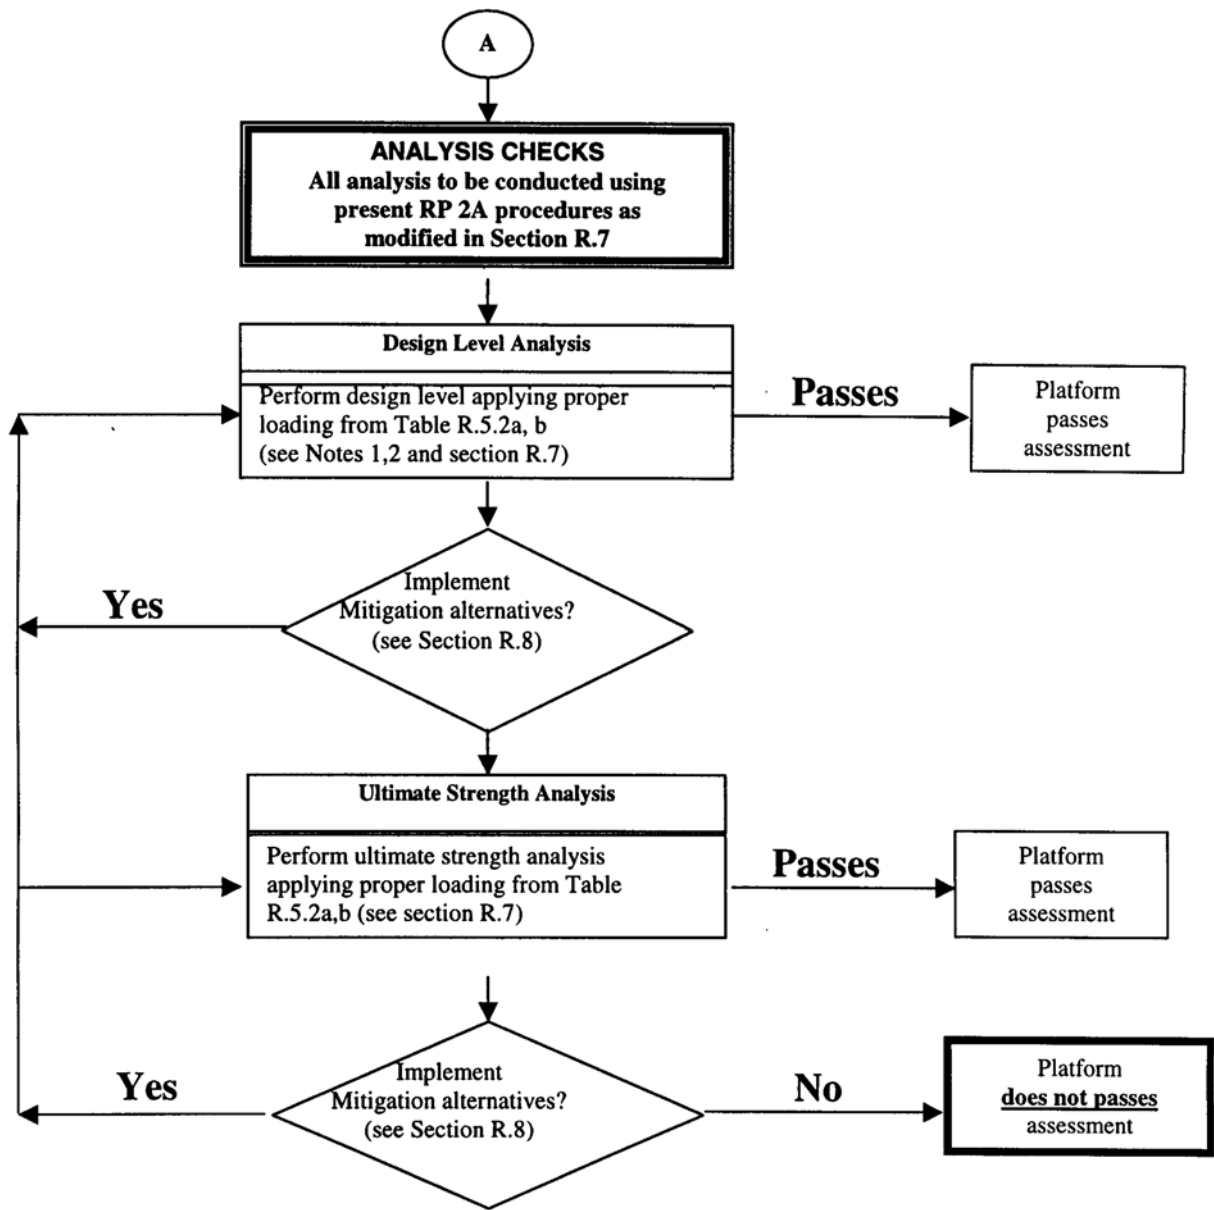 A
ANALYSIS CHECKS
All analysis to be conducted using
present RP 2A procedures as
modified in Section R.7
Design Level Analysis
Perform design level applying proper
loading from Table R.5.2a, b
(see Notes 1,2 and section R.7)
Passes
Platform
passes
assessment
Implement
Mitigation alternatives?
(see Section R.8)
Yes
Ultimate Strength Analysis
Perform ultimate strength analysis
applying proper loading from Table
R.5.2a,b (see section R.7)
Passes
Platform
passes
assessment
Implement
Mitigation alternatives?
(see Section R.8)
Yes
No
Platform
does not passes
assessment